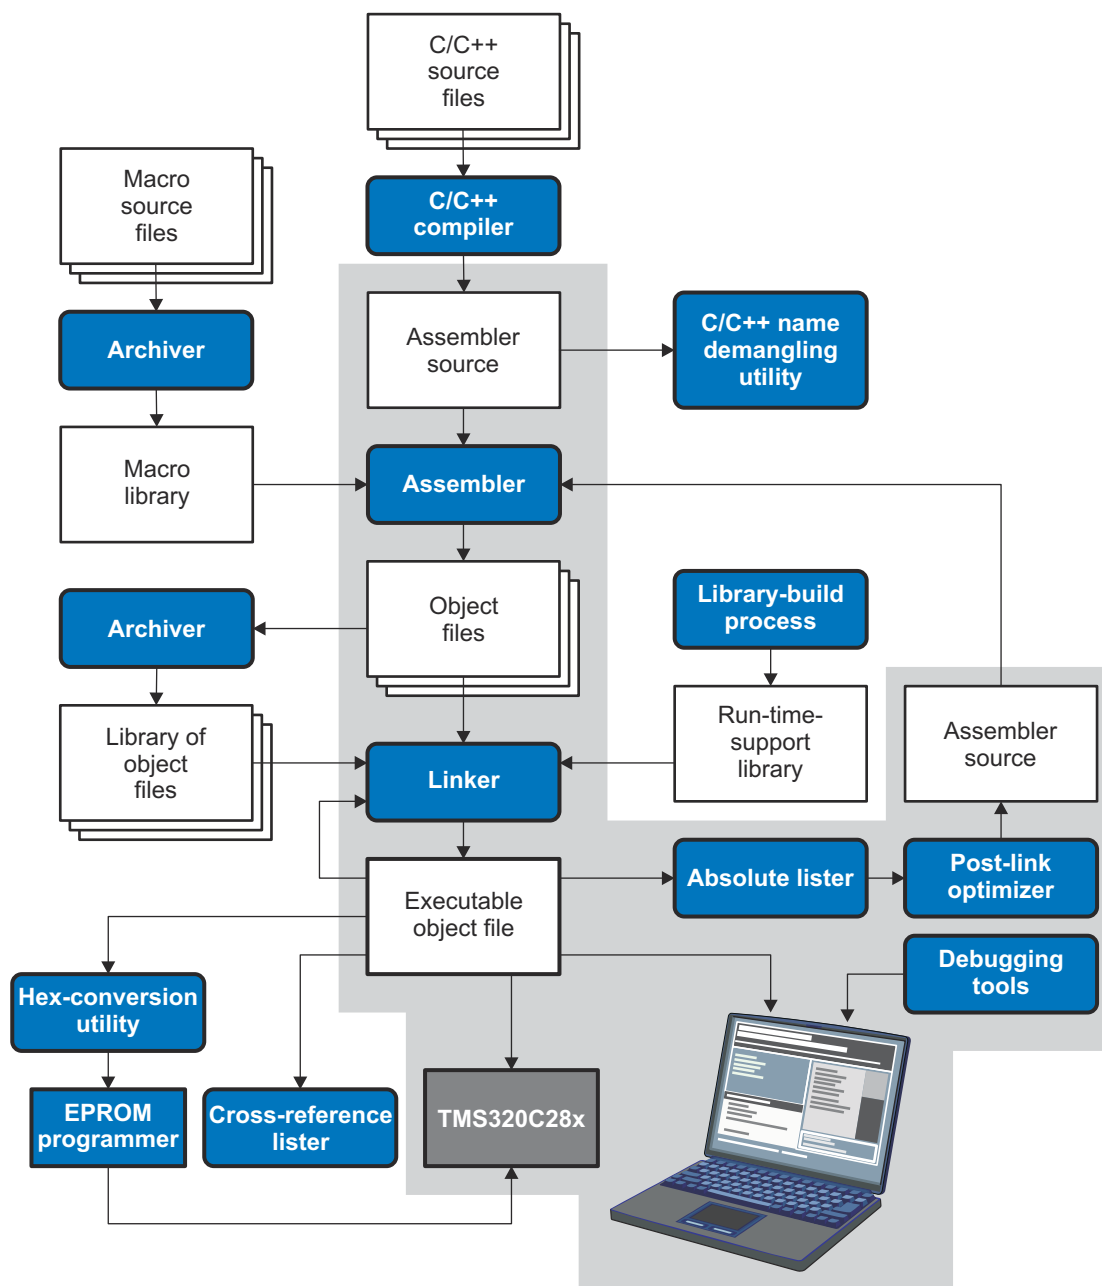 C/C++
source
files
Macro
source
files
C/C++
compiler
Archiver
Assembler
source
C/C++ name
demangling
utility
Macro
library
Assembler
Archiver
Object
files
Library-build
process
Library of
object
files
Linker
Run-time-
support
library
Assembler
source
Executable
object file
Absolute lister
Post-link
optimizer
Debugging
tools
Hex-conversion
utility
EPROM
programmer
Cross-reference
lister
TMS320C28x